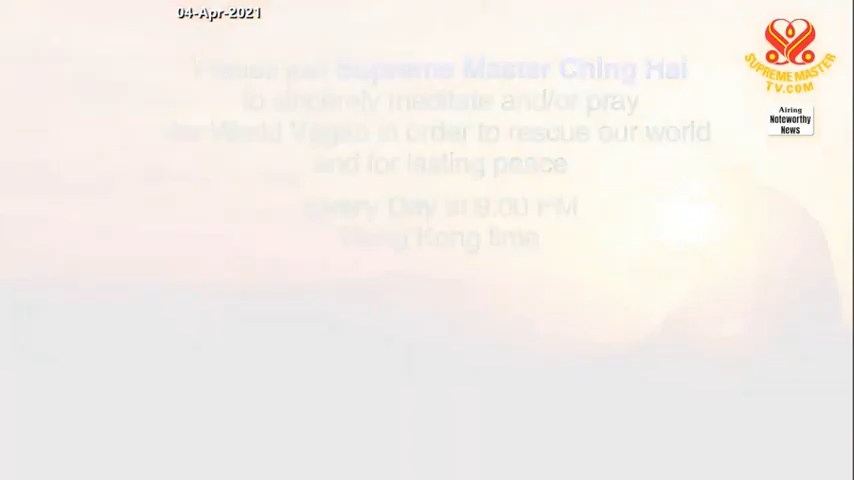 04-Apr-2021
Please join Supreme Master Ching Hai
to sincerely meditate and/or pray
for World Vegan in order to rescue our world
and for lasting peace
Every Day at 9:00 PM
Hong Kong time
SUPREME MASTER
TV.COM
Airing
Noteworthy
News